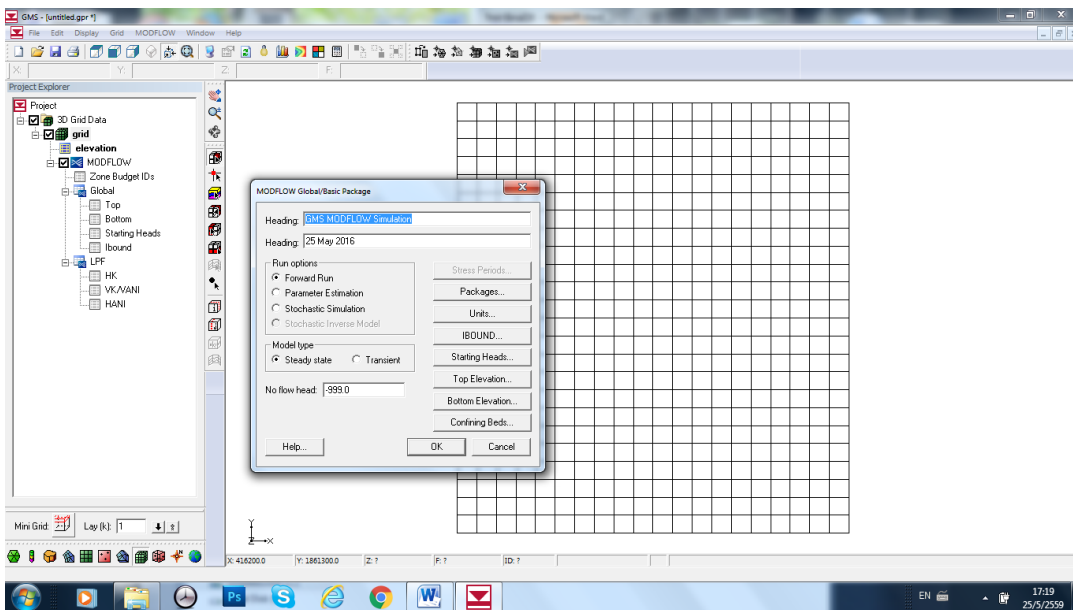 GMS - [untitled.gpr *]
File Edit Display Grid MODFLOW Window Help
X: Y: Z: F:
Project Explorer
Project
3D Grid Data
grid
elevation
MODFLOW
Zone Budget IDs
Global
Top
Bottom
Starting Heads
Ibound
LPF
HK
VK/VANI
HANI
MODFLOW Global/Basic Package
Heading: GMS MODFLOW Simulation
Heading: 25 May 2016
Run options
Forward Run
Parameter Estimation
Stochastic Simulation
Stochastic Inverse Model
Model type
Steady state Transient
No flow head: -999.0
Stress Periods...
Packages...
Units...
IBOUND...
Starting Heads...
Top Elevation...
Bottom Elevation...
Confining Beds...
Help... OK Cancel
Mini Grid: Lay (k): 1
Y
Z X
X: 416200.0 Y: 1861300.0 Z: ? F: ? ID: ?
Ps S W
EN 17:19
25/5/2559